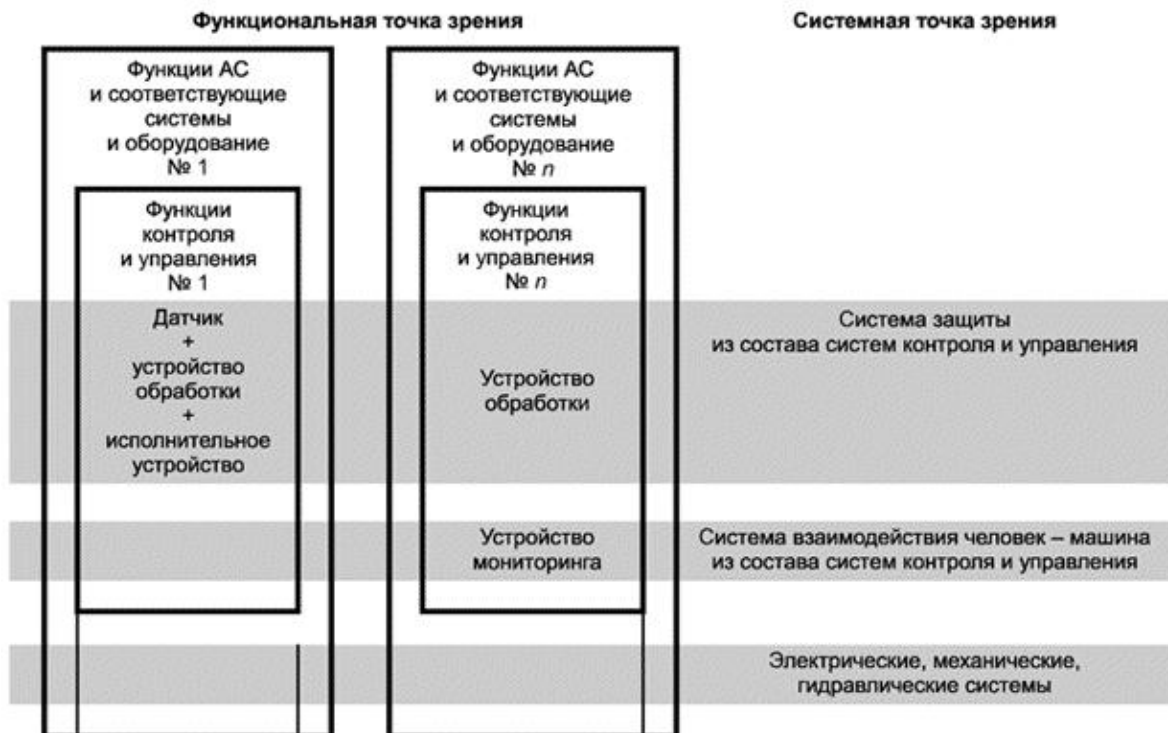 Функциональная точка зрения
Системная точка зрения
Функции АС
и соответствующие
системы
и оборудование
№ 1
Функции АС
и соответствующие
системы
и оборудование
№ n
Функции
контроля
и управления
№ 1
Функции
контроля
и управления
№ n
Датчик
+
устройство
обработки
+
исполнительное
устройство
Устройство
обработки
Система защиты
из состава систем контроля и управления
Устройство
мониторинга
Система взаимодействия человек – машина
из состава систем контроля и управления
Электрические, механические,
гидравлические системы